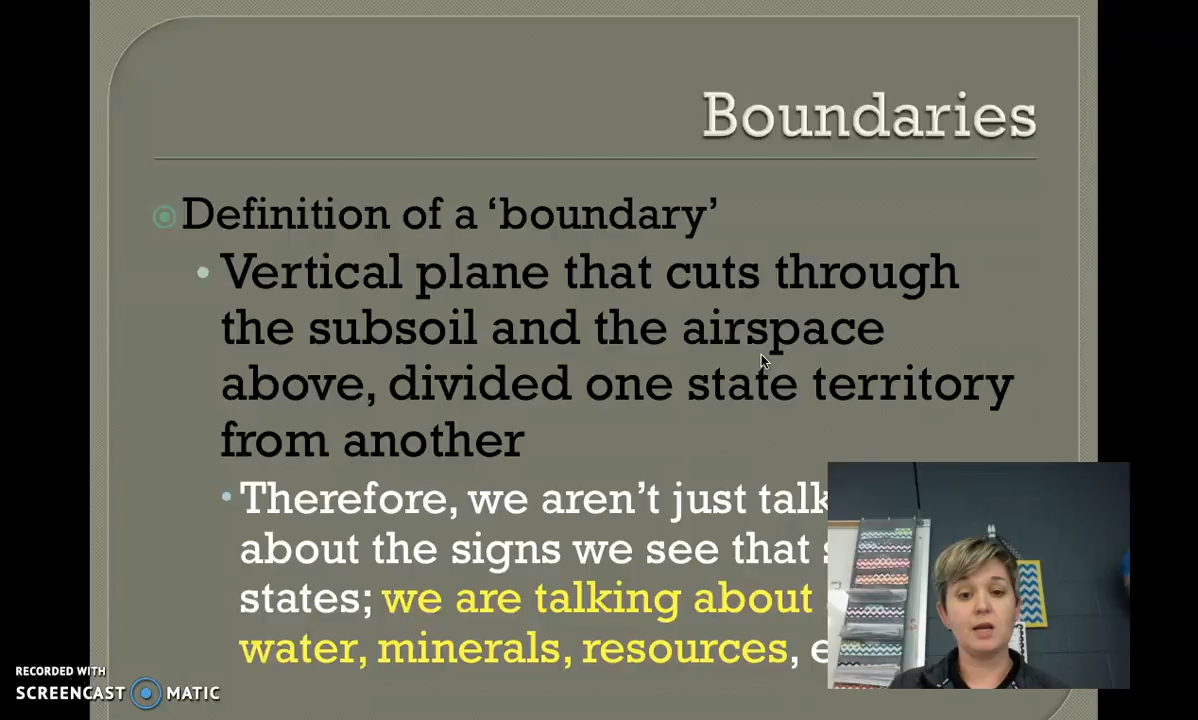 Boundaries
Definition of a ‘boundary’
Vertical plane that cuts through
the subsoil and the airspace
above, divided one state territory
from another
Therefore, we aren’t just talk
about the signs we see that
states; we are talking about
water, minerals, resources,
RECORDED WITH
SCREENCAST MATIC